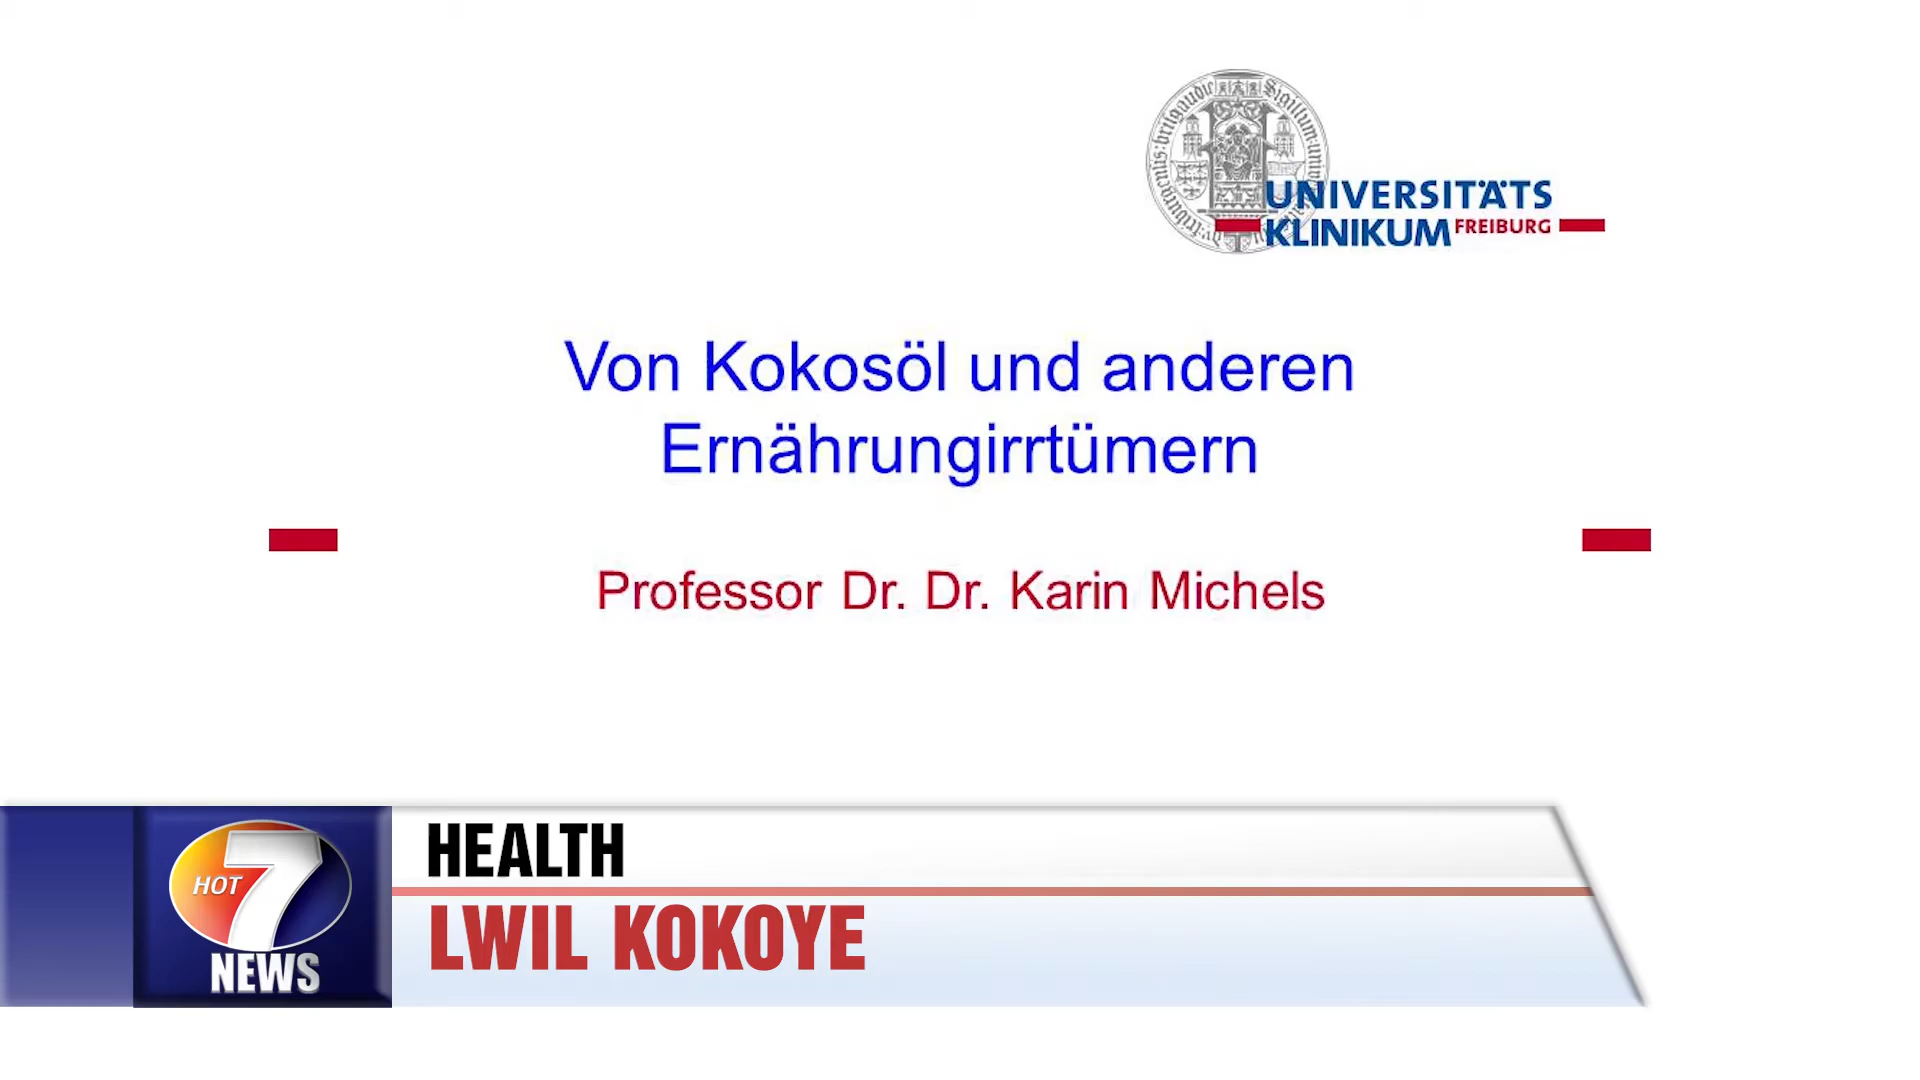 UNIVERSITÄTS
KLINIKUM FREIBURG
Von Kokosöl und anderen
Ernährungirrtümern
Professor Dr. Dr. Karin Michels
HEALTH
LWIL KOKOYE
HOT 7
NEWS